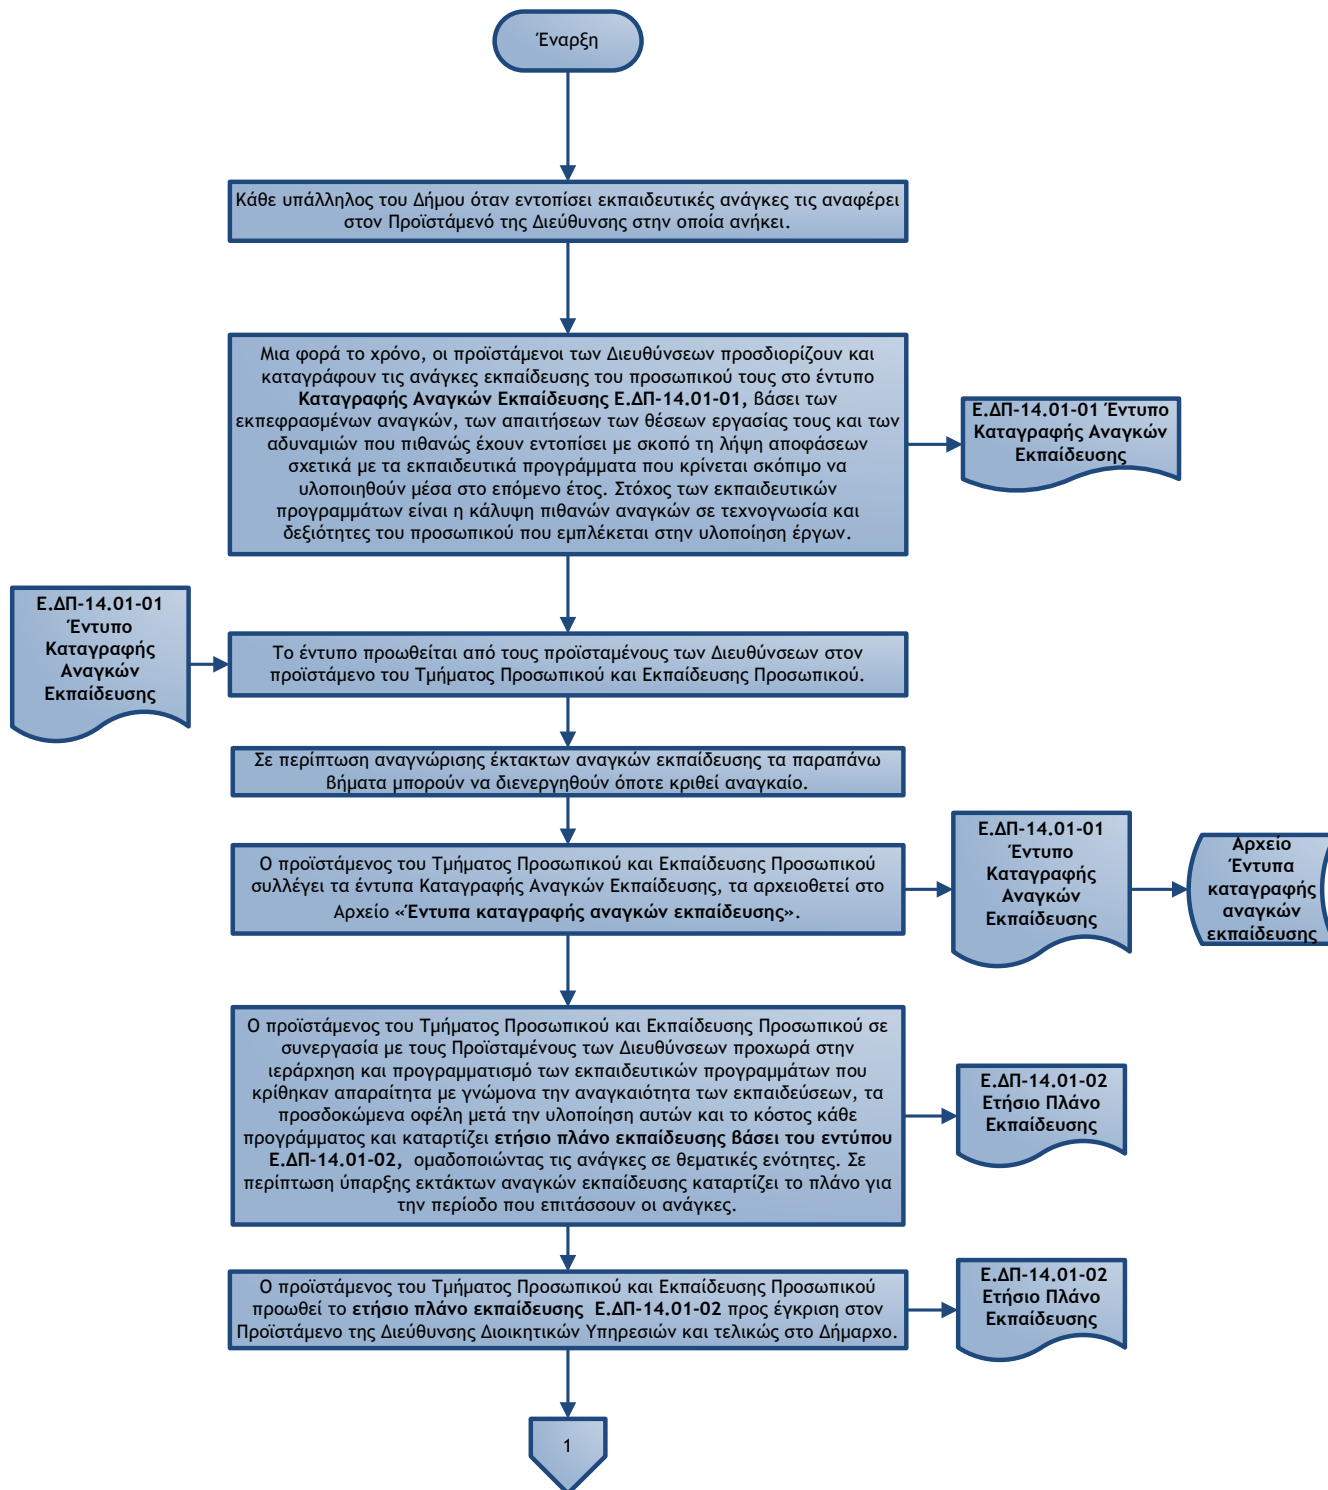 Έναρξη
Κάθε υπάλληλος του Δήμου όταν εντοπίσει εκπαιδευτικές ανάγκες τις αναφέρει
στον Προϊστάμενό της Διεύθυνσης στην οποία ανήκει.
Μια φορά το χρόνο, οι προϊστάμενοι των Διευθύνσεων προσδιορίζουν και
καταγράφουν τις ανάγκες εκπαίδευσης του προσωπικού τους στο έντυπο
Καταγραφής Αναγκών Εκπαίδευσης Ε.ΔΠ-14.01-01, βάσει των
εκπεφρασμένων αναγκών, των απαιτήσεων των θέσεων εργασίας τους και των
αδυναμιών που πιθανώς έχουν εντοπίσει με σκοπό τη λήψη αποφάσεων
σχετικά με τα εκπαιδευτικά προγράμματα που κρίνεται σκόπιμο να
υλοποιηθούν μέσα στο επόμενο έτος. Στόχος των εκπαιδευτικών
προγραμμάτων είναι η κάλυψη πιθανών αναγκών σε τεχνογνωσία και
δεξιότητες του προσωπικού που εμπλέκεται στην υλοποίηση έργων.
Ε.ΔΠ-14.01-01 Έντυπο
Καταγραφής Αναγκών
Εκπαίδευσης
Ε.ΔΠ-14.01-01
Έντυπο
Καταγραφής
Αναγκών
Εκπαίδευσης
Το έντυπο προωθείται από τους προϊσταμένους των Διευθύνσεων στον
προϊστάμενο του Τμήματος Προσωπικού και Εκπαίδευσης Προσωπικού.
Σε περίπτωση αναγνώρισης έκτακτων αναγκών εκπαίδευσης τα παραπάνω
βήματα μπορούν να διενεργηθούν όποτε κριθεί αναγκαίο.
Ο προϊστάμενος του Τμήματος Προσωπικού και Εκπαίδευσης Προσωπικού
συλλέγει τα έντυπα Καταγραφής Αναγκών Εκπαίδευσης, τα αρχειοθετεί στο
Αρχείο «Έντυπα καταγραφής αναγκών εκπαίδευσης».
Ε.ΔΠ-14.01-01
Έντυπο
Καταγραφής
Αναγκών
Εκπαίδευσης
Αρχείο
Έντυπα
καταγραφής
αναγκών
εκπαίδευσης
Ο προϊστάμενος του Τμήματος Προσωπικού και Εκπαίδευσης Προσωπικού σε
συνεργασία με τους Προϊσταμένους των Διευθύνσεων προχωρά στην
ιεράρχηση και προγραμματισμό των εκπαιδευτικών προγραμμάτων που
κρίθηκαν απαραίτητα με γνώμονα την αναγκαιότητα των εκπαιδεύσεων, τα
προσδοκώμενα οφέλη μετά την υλοποίηση αυτών και το κόστος κάθε
προγράμματος και καταρτίζει ετήσιο πλάνο εκπαίδευσης βάσει του εντύπου
Ε.ΔΠ-14.01-02, ομαδοποιώντας τις ανάγκες σε θεματικές ενότητες. Σε
περίπτωση ύπαρξης εκτάκτων αναγκών εκπαίδευσης καταρτίζει το πλάνο για
την περίοδο που επιτάσσουν οι ανάγκες.
Ε.ΔΠ-14.01-02
Ετήσιο Πλάνο
Εκπαίδευσης
Ο προϊστάμενος του Τμήματος Προσωπικού και Εκπαίδευσης Προσωπικού
προωθεί το ετήσιο πλάνο εκπαίδευσης Ε.ΔΠ-14.01-02 προς έγκριση στον
Προϊστάμενο της Διεύθυνσης Διοικητικών Υπηρεσιών και τελικώς στο Δήμαρχο.
Ε.ΔΠ-14.01-02
Ετήσιο Πλάνο
Εκπαίδευσης
1